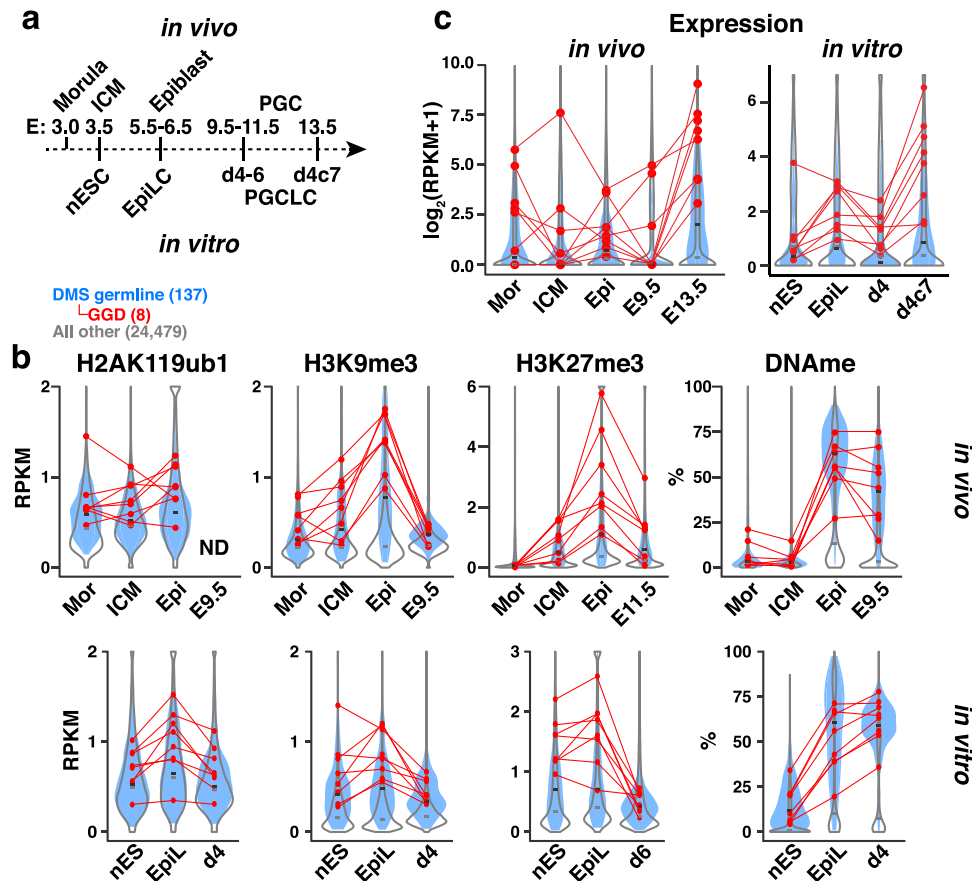 a
in vivo
Morula
ICM
Epiblast
PGC
E: 3.0 3.5 5.5-6.5 9.5-11.5 13.5
nESC
EpiLC
d4-6
d4c7
PGCLC
in vitro
DMS germline (137)
GGD (8)
All other (24,479)
c
Expression
in vivo
in vitro
log2(RPKM+1)
10.0
7.5
5.0
2.5
0.0
Mor ICM Epi E9.5 E13.5
6
4
2
0
nES EpiL d4 d4c7
b
H2AK119ub1
H3K9me3
H3K27me3
DNAme
in vivo
RPKM
2
1
0
ND
Mor ICM Epi E9.5
2
1
0
Mor ICM Epi E9.5
6
4
2
0
Mor ICM Epi E11.5
%
100
75
50
25
0
Mor ICM Epi E9.5
in vitro
RPKM
2
1
0
nES EpiL d4
2
1
0
nES EpiL d4
3
2
1
0
nES EpiL d6
%
100
75
50
25
0
nES EpiL d4